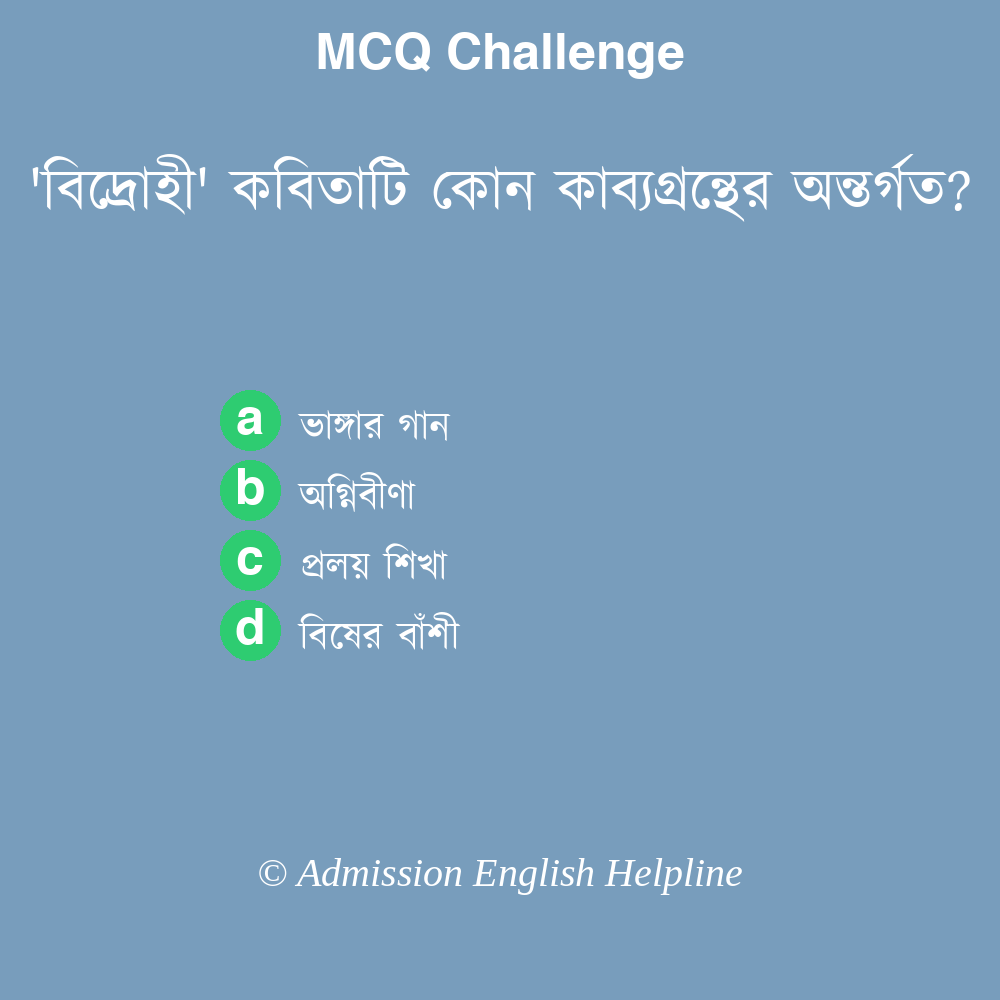 MCQ Challenge
'বিদ্রোহী' কবিতাটি কোন কাব্যগ্রন্থের অন্তর্গত?
a ভাঙ্গার গান
b অগ্নিবীণা
c প্রলয় শিখা
d বিষের বাঁশী
© Admission English Helpline